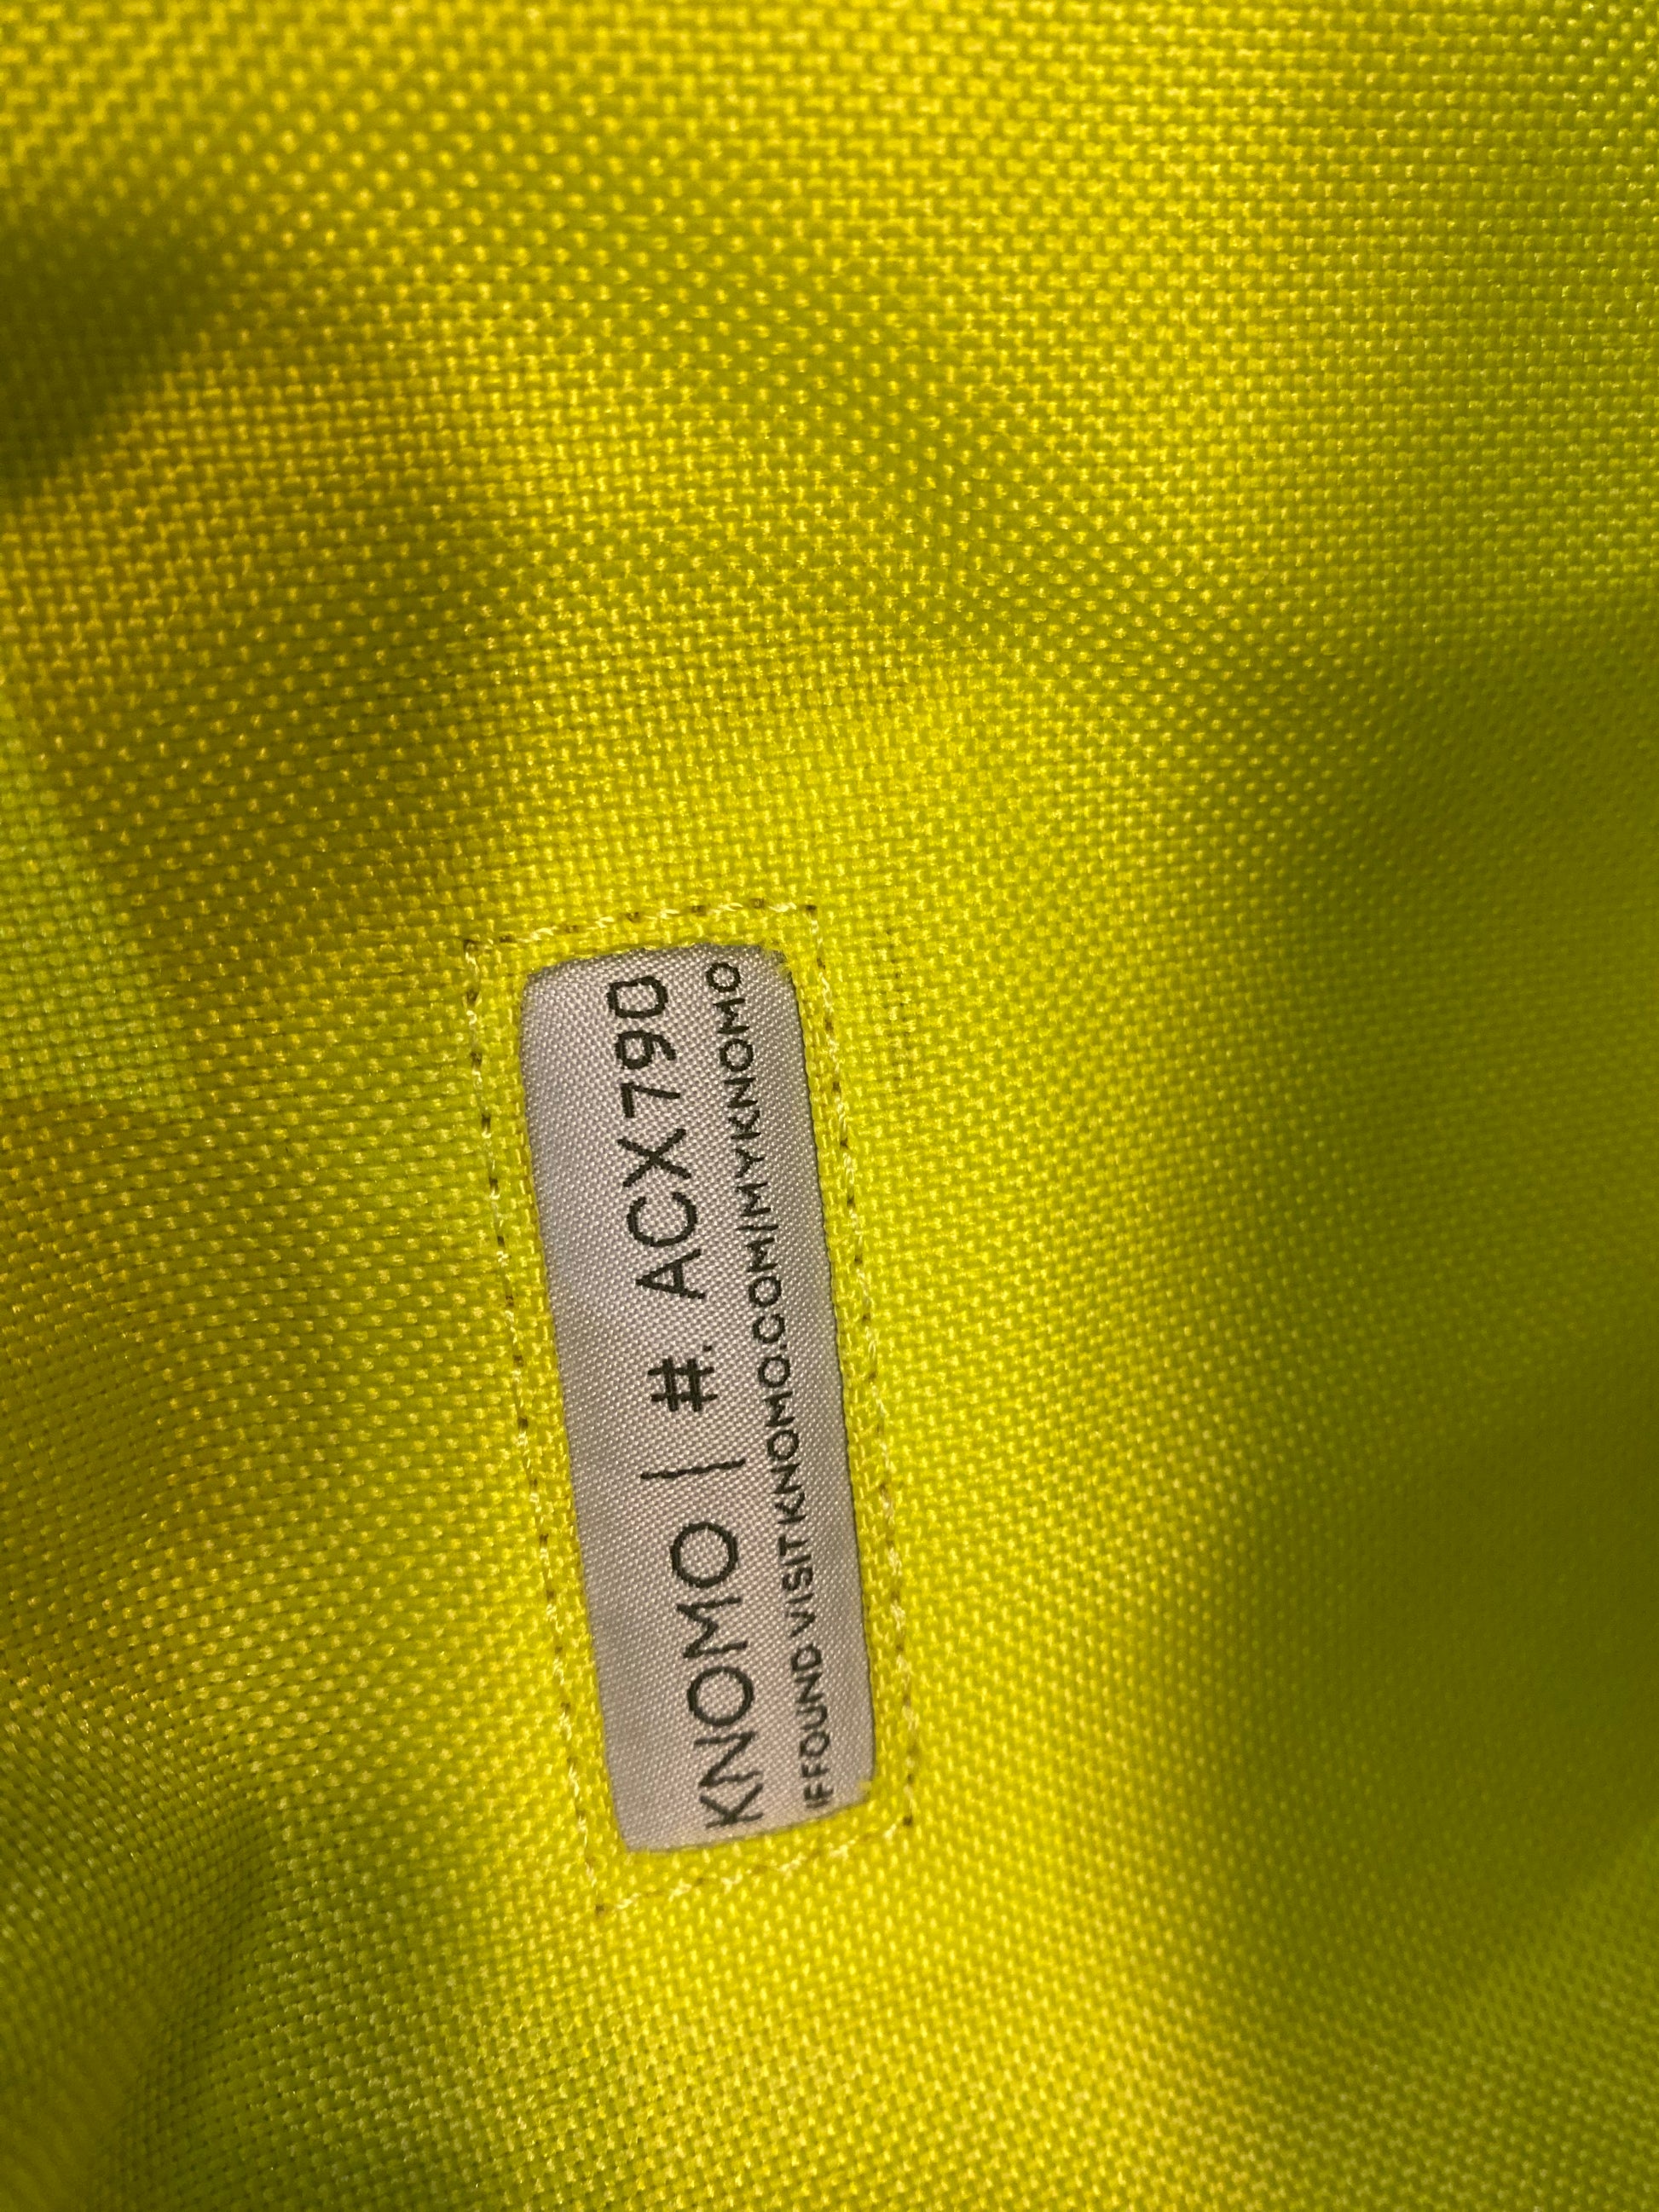 KNOMO | #. ACX790
IF FOUND VISIT KNOMO.COM/MYKNOMO